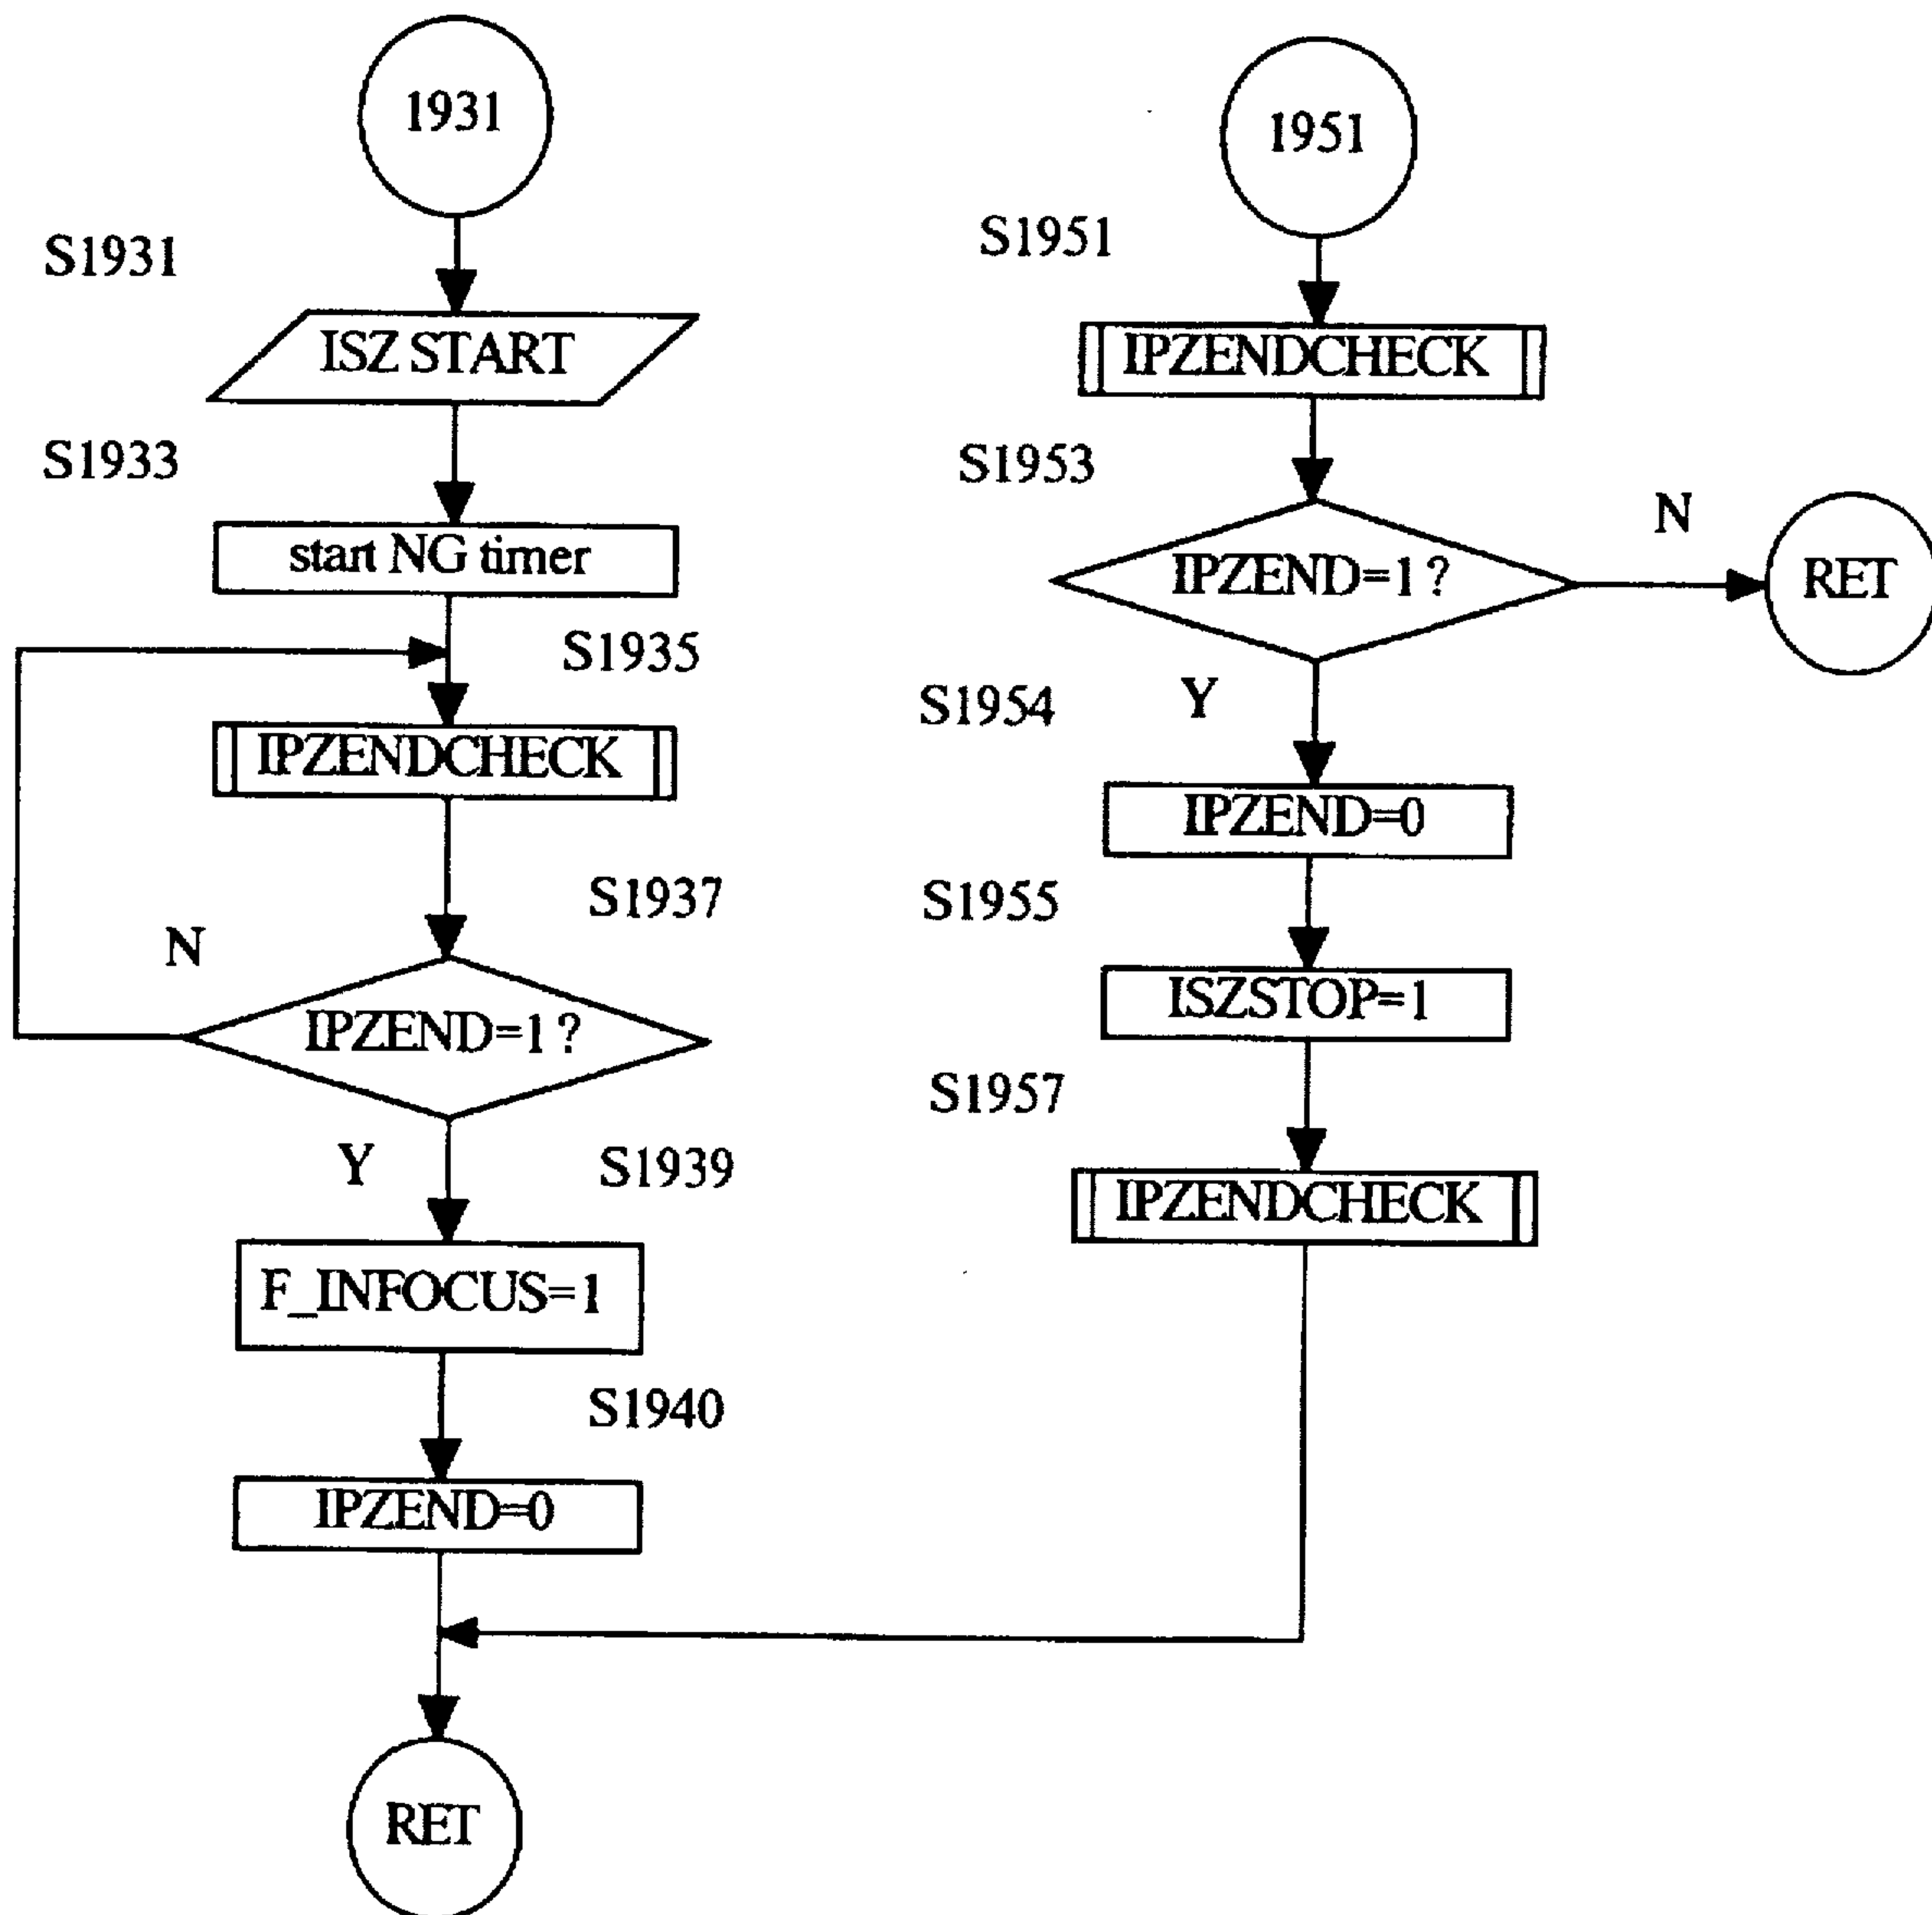 1931
S1931
ISZ START
S1933
start NG timer
S1935
IPZENDCHECK
S1937
N
IPZEND=1 ?
Y
S1939
F_INFOCUS=1
S1940
IPZEND=0
RET
1951
S1951
IPZENDCHECK
S1953
N
IPZEND=1 ?
RET
S1954
Y
IPZEND=0
S1955
ISZSTOP=1
S1957
IPZENDCHECK